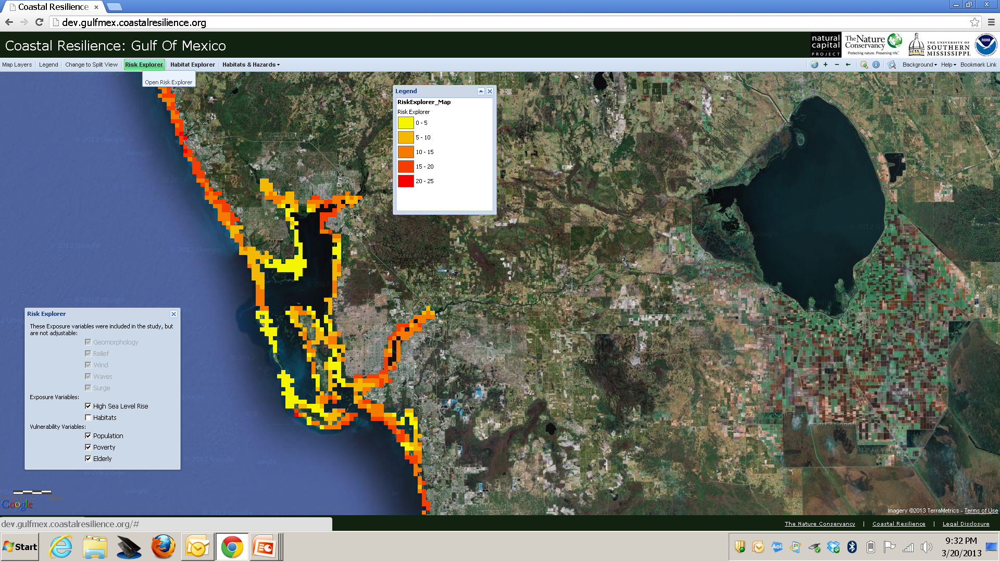 Coastal Resilience
dev.gulfmex.coastalresilience.org
Coastal Resilience: Gulf Of Mexico
natural
capital
PROJECT
The Nature
Conservancy
Protecting nature. Preserving life.
THE UNIVERSITY OF
SOUTHERN
MISSISSIPPI
NOAA
Map Layers
Legend
Change to Split View
Risk Explorer
Habitat Explorer
Habitats & Hazards
Background
Help
Bookmark Link
Open Risk Explorer
Legend
RiskExplorer_Map
Risk Explorer
0 - 5
5 - 10
10 - 15
15 - 20
20 - 25
© 2012 Google
Google
2012 Google
Risk Explorer
These Exposure variables were included in the study, but
are not adjustable:
Geomorphology
Relief
Wind
Waves
Surge
Exposure Variables:
High Sea Level Rise
Habitats
Vulnerability Variables:
Population
Poverty
Elderly
Google
Imagery ©2013 TerraMetrics - Terms of Use
dev.gulfmex.coastalresilience.org/#
The Nature Conservancy | Coastal Resilience | Legal Disclosure
Start
Aol
9:32 PM
3/20/2013